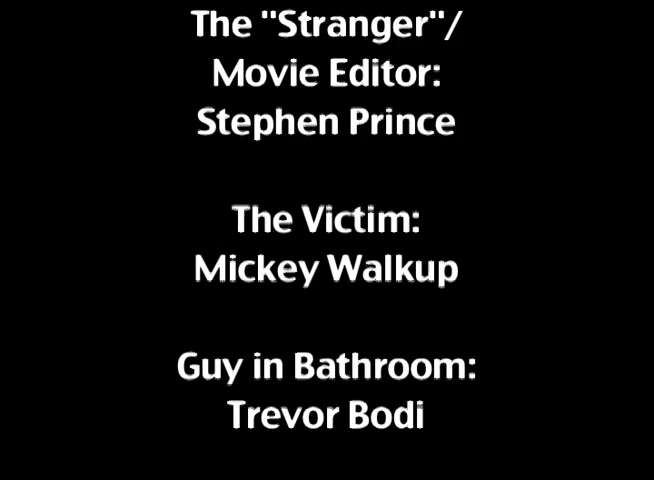 The "Stranger"/
Movie Editor:
Stephen Prince
The Victim:
Mickey Walkup
Guy in Bathroom:
Trevor Bodi